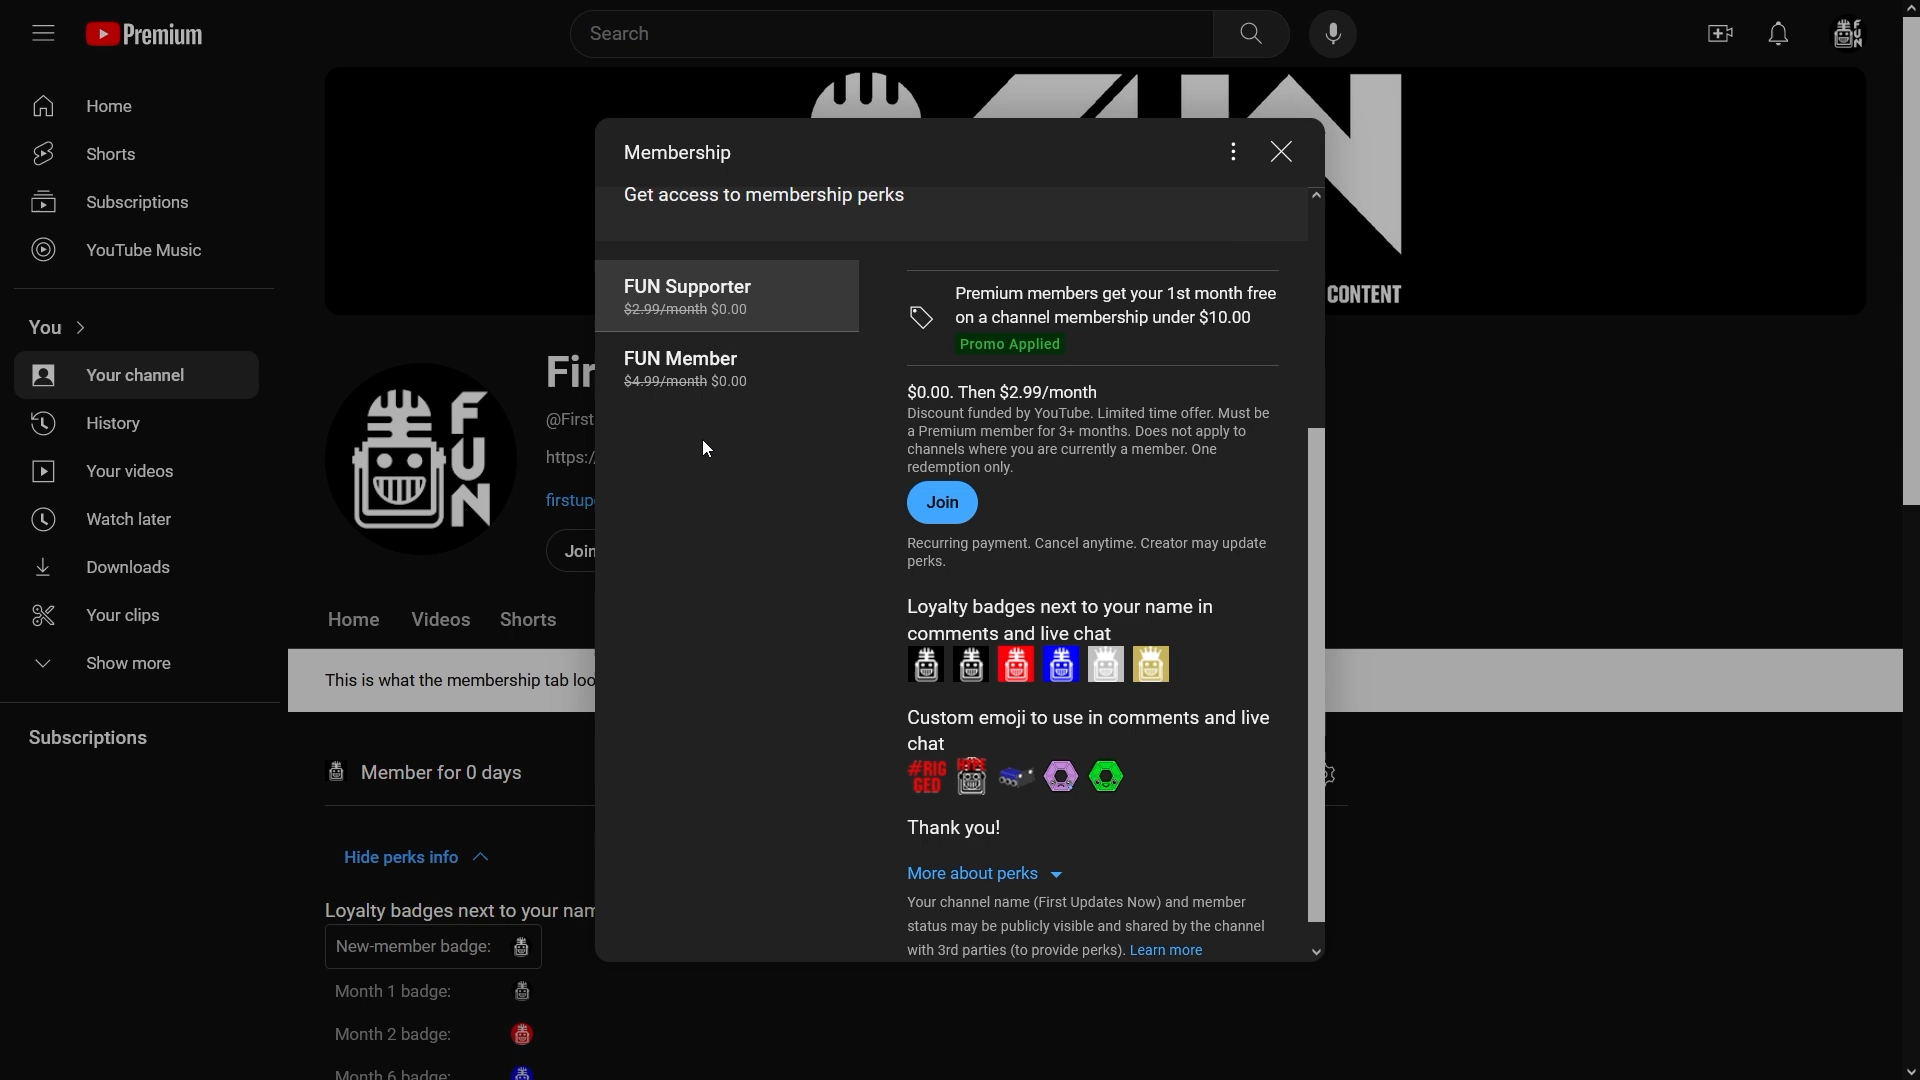 Premium
Search
FUN
Home
Shorts
Subscriptions
YouTube Music
You
Your channel
History
Your videos
Watch later
Downloads
Your clips
Show more
Subscriptions
CONTENT
FUN
Fir
@First
https:/
firstup
Join
Home Videos Shorts
This is what the membership tab loo
Member for 0 days
Hide perks info
Loyalty badges next to your nam
New-member badge:
Month 1 badge:
Month 2 badge:
Month 6 badge:
Membership
Get access to membership perks
FUN Supporter
$2.99/month $0.00
FUN Member
$4.99/month $0.00
Premium members get your 1st month free
on a channel membership under $10.00
Promo Applied
$0.00. Then $2.99/month
Discount funded by YouTube. Limited time offer. Must be
a Premium member for 3+ months. Does not apply to
channels where you are currently a member. One
redemption only.
Join
Recurring payment. Cancel anytime. Creator may update
perks.
Loyalty badges next to your name in
comments and live chat
Custom emoji to use in comments and live
chat
#RIG
GED
HYPE
Thank you!
More about perks
Your channel name (First Updates Now) and member
status may be publicly visible and shared by the channel
with 3rd parties (to provide perks). Learn more